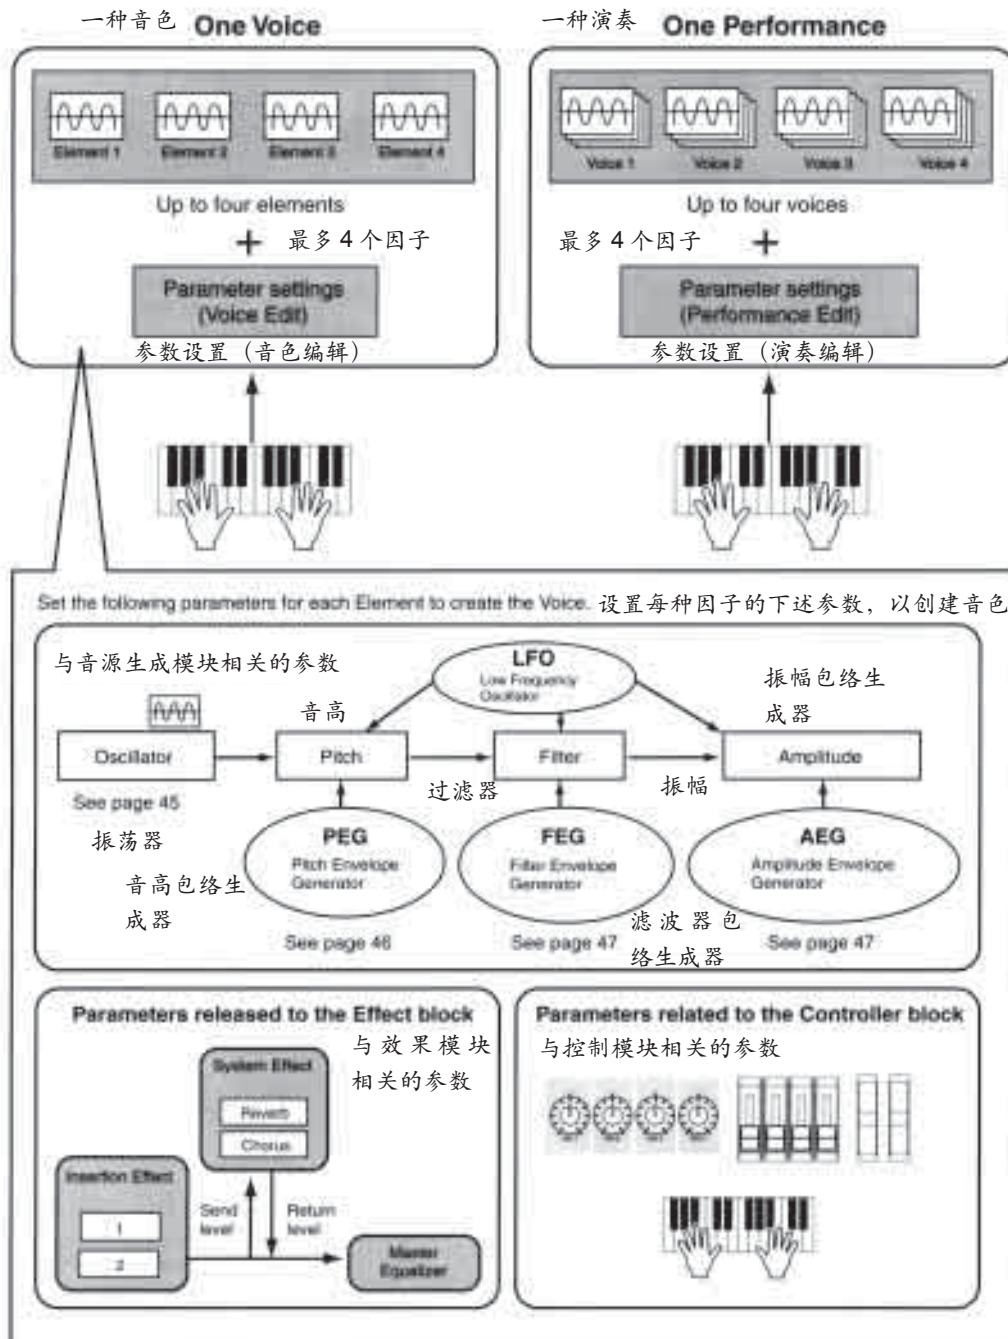 一种音色 One Voice
Element 1 Element 2 Element 3 Element 4
Up to four elements
+ 最多 4 个因子
Parameter settings
(Voice Edit)
参数设置（音色编辑）
一种演奏 One Performance
Voice 1 Voice 2 Voice 3 Voice 4
Up to four voices
最多 4 个因子 +
Parameter settings
(Performance Edit)
参数设置（演奏编辑）
Set the following parameters for each Element to create the Voice. 设置每种因子的下述参数，以创建音色
与音源生成模块相关的参数
LFO
Low Frequency
Oscillator
音高
振幅包络生
成器
Oscillator
Pitch
Filter
Amplitude
See page 45
过滤器
振幅
振荡器
PEG
Pitch Envelope
Generator
FEG
Filter Envelope
Generator
AEG
Amplitude Envelope
Generator
音高包络生
成器
See page 46
See page 47
滤波器包
络生成器
See page 47
Parameters released to the Effect block
与效果模块
相关的参数
System Effect
Reverb
Chorus
Insertion Effect
1
2
Send
level
Return
level
Master
Equalizer
Parameters related to the Controller block
与控制模块相关的参数